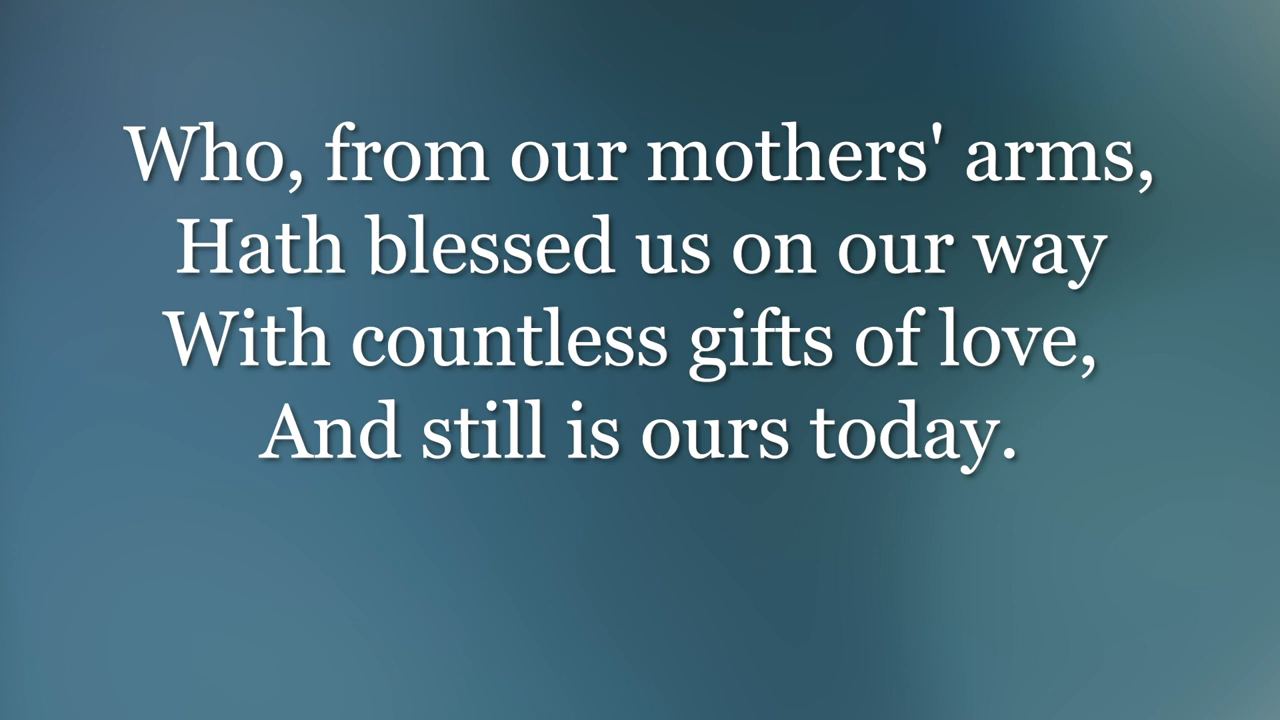 Who, from our mothers' arms,
Hath blessed us on our way
With countless gifts of love,
And still is ours today.